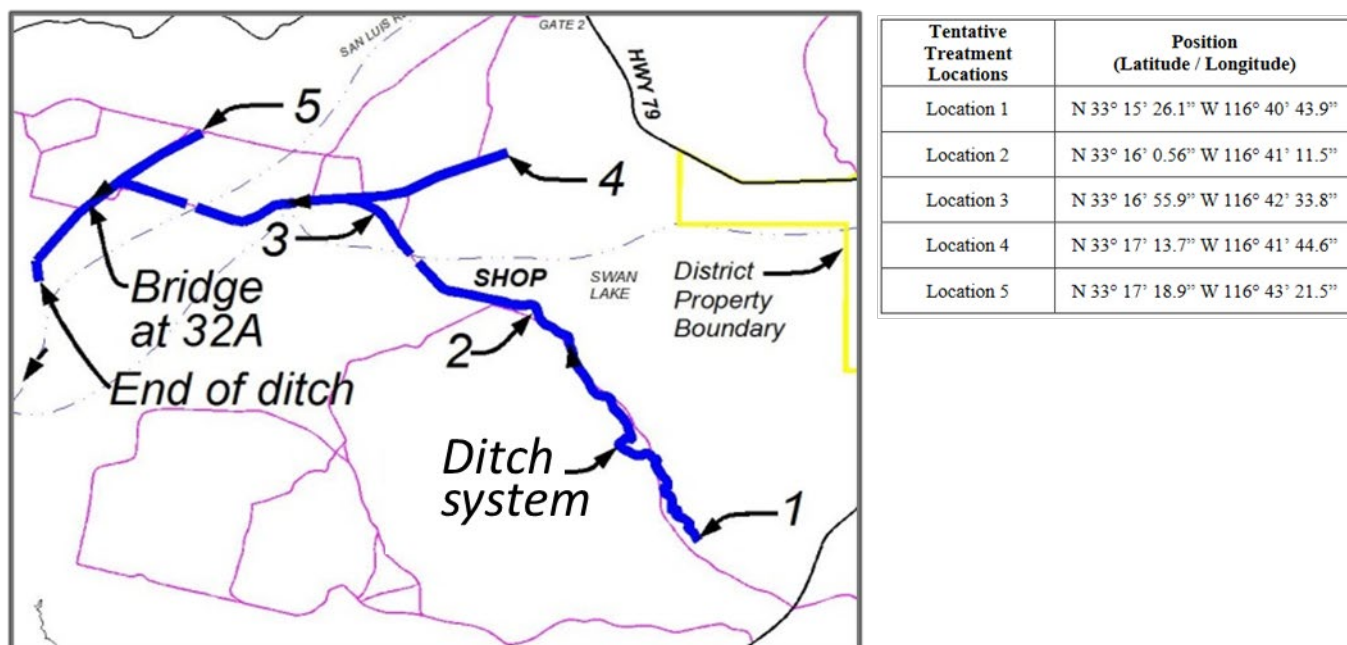 SAN LUIS
GATE 2
HWY 79
5
4
3
SHOP
SWAN
LAKE
District
Property
Boundary
Bridge
at 32A
2
End of ditch
Ditch
system
1
Tentative
Treatment
Locations
Position
(Latitude / Longitude)
Location 1 N 33° 15’ 26.1” W 116° 40’ 43.9”
Location 2 N 33° 16’ 0.56” W 116° 41’ 11.5”
Location 3 N 33° 16’ 55.9” W 116° 42’ 33.8”
Location 4 N 33° 17’ 13.7” W 116° 41’ 44.6”
Location 5 N 33° 17’ 18.9” W 116° 43’ 21.5”